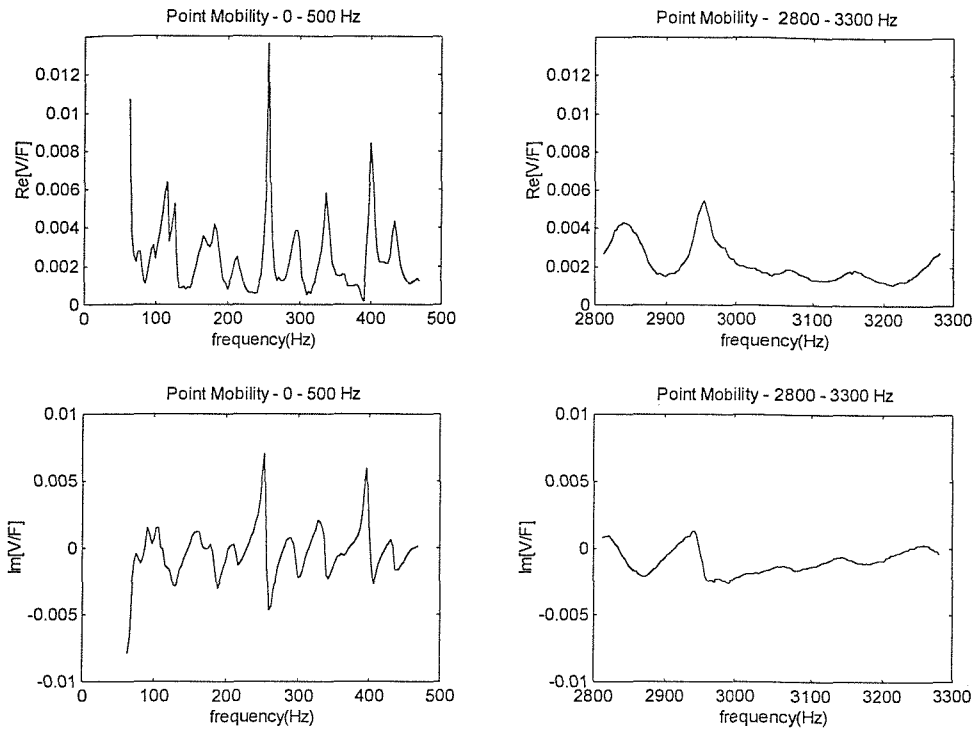 Point Mobility - 0 - 500 Hz
0.012
0.01
0.008
0.006
0.004
0.002
0
Re[V/F]
0 100 200 300 400 500
frequency(Hz)
Point Mobility - 2800 - 3300 Hz
0.012
0.01
0.008
0.006
0.004
0.002
0
Re[V/F]
2800 2900 3000 3100 3200 3300
frequency(Hz)
Point Mobility - 0 - 500 Hz
0.01
0.005
0
-0.005
-0.01
Im[V/F]
0 100 200 300 400 500
frequency(Hz)
Point Mobility - 2800 - 3300 Hz
0.01
0.005
0
-0.005
-0.01
Im[V/F]
2800 2900 3000 3100 3200 3300
frequency(Hz)